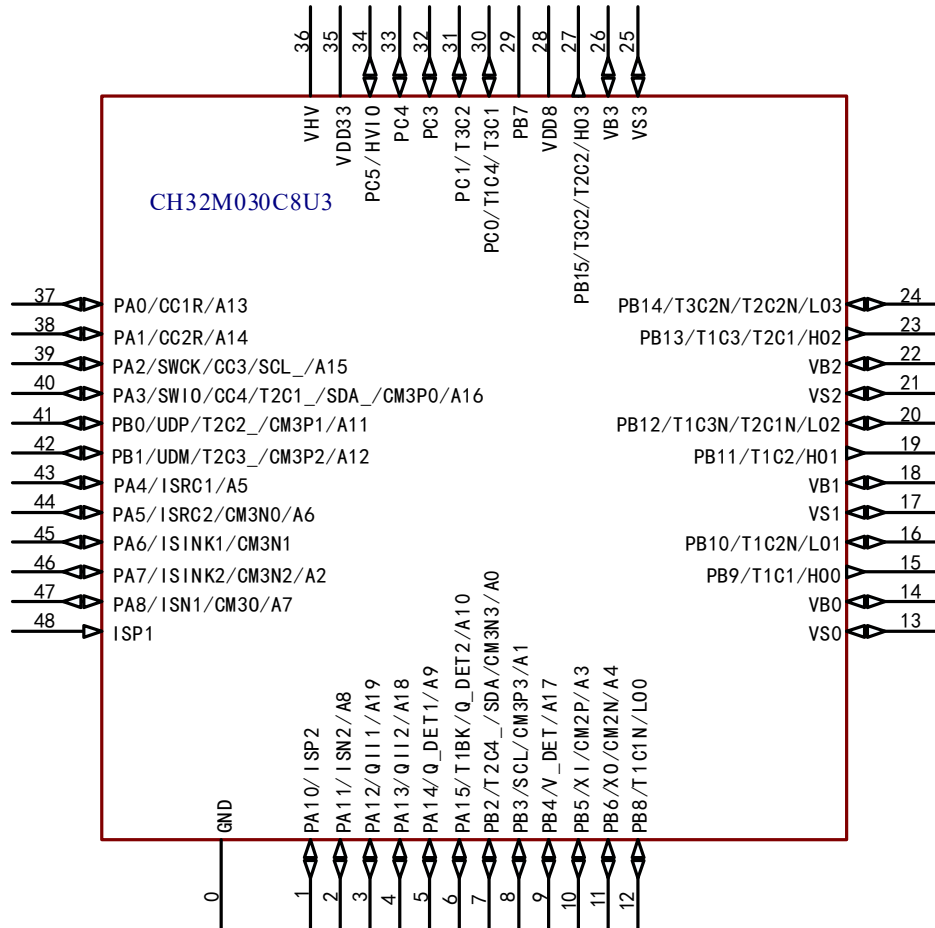 36
35
34
33
32
31
30
29
28
27
26
25
VHV
VDD33
PC5/HVIO
PC4
PC3
PC1/T3C2
PC0/T1C4/T3C1
PB7
VDD8
PB15/T3C2/T2C2/HO3
VB3
VS3
CH32M030C8U3
37 PA0/CC1R/A13
38 PA1/CC2R/A14
39 PA2/SWCK/CC3/SCL_/A15
40 PA3/SWIO/CC4/T2C1_/SDA_/CM3P0/A16
41 PB0/UDP/T2C2_/CM3P1/A11
42 PB1/UDM/T2C3_/CM3P2/A12
43 PA4/ISRC1/A5
44 PA5/ISRC2/CM3N0/A6
45 PA6/ISINK1/CM3N1
46 PA7/ISINK2/CM3N2/A2
47 PA8/ISN1/CM3O/A7
48 ISP1
PB14/T3C2N/T2C2N/LO3 24
PB13/T1C3/T2C1/HO2 23
VB2 22
VS2 21
PB12/T1C3N/T2C1N/LO2 20
PB11/T1C2/HO1 19
VB1 18
VS1 17
PB10/T1C2N/LO1 16
PB9/T1C1/HO0 15
VB0 14
VS0 13
GND
PA10/ISP2
PA11/ISN2/A8
PA12/QII1/A19
PA13/QII2/A18
PA14/Q_DET1/A9
PA15/T1BK/Q_DET2/A10
PB2/T2C4_/SDA/CM3N3/A0
PB3/SCL/CM3P3/A1
PB4/V_DET/A17
PB5/XI/CM2P/A3
PB6/XO/CM2N/A4
PB8/T1C1N/LO0
0
1
2
3
4
5
6
7
8
9
10
11
12